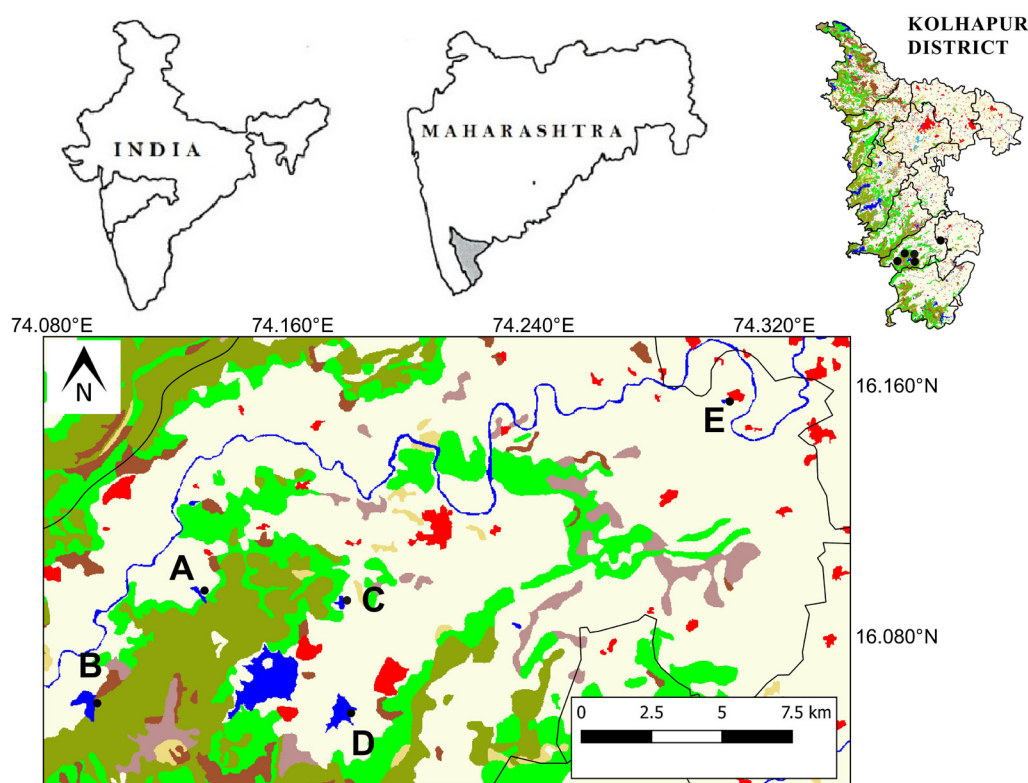 KOLHAPUR
DISTRICT
INDIA
MAHARASHTRA
74.080°E 74.160°E 74.240°E 74.320°E
N
16.160°N
E
A
C
16.080°N
B
D
0 2.5 5 7.5 km